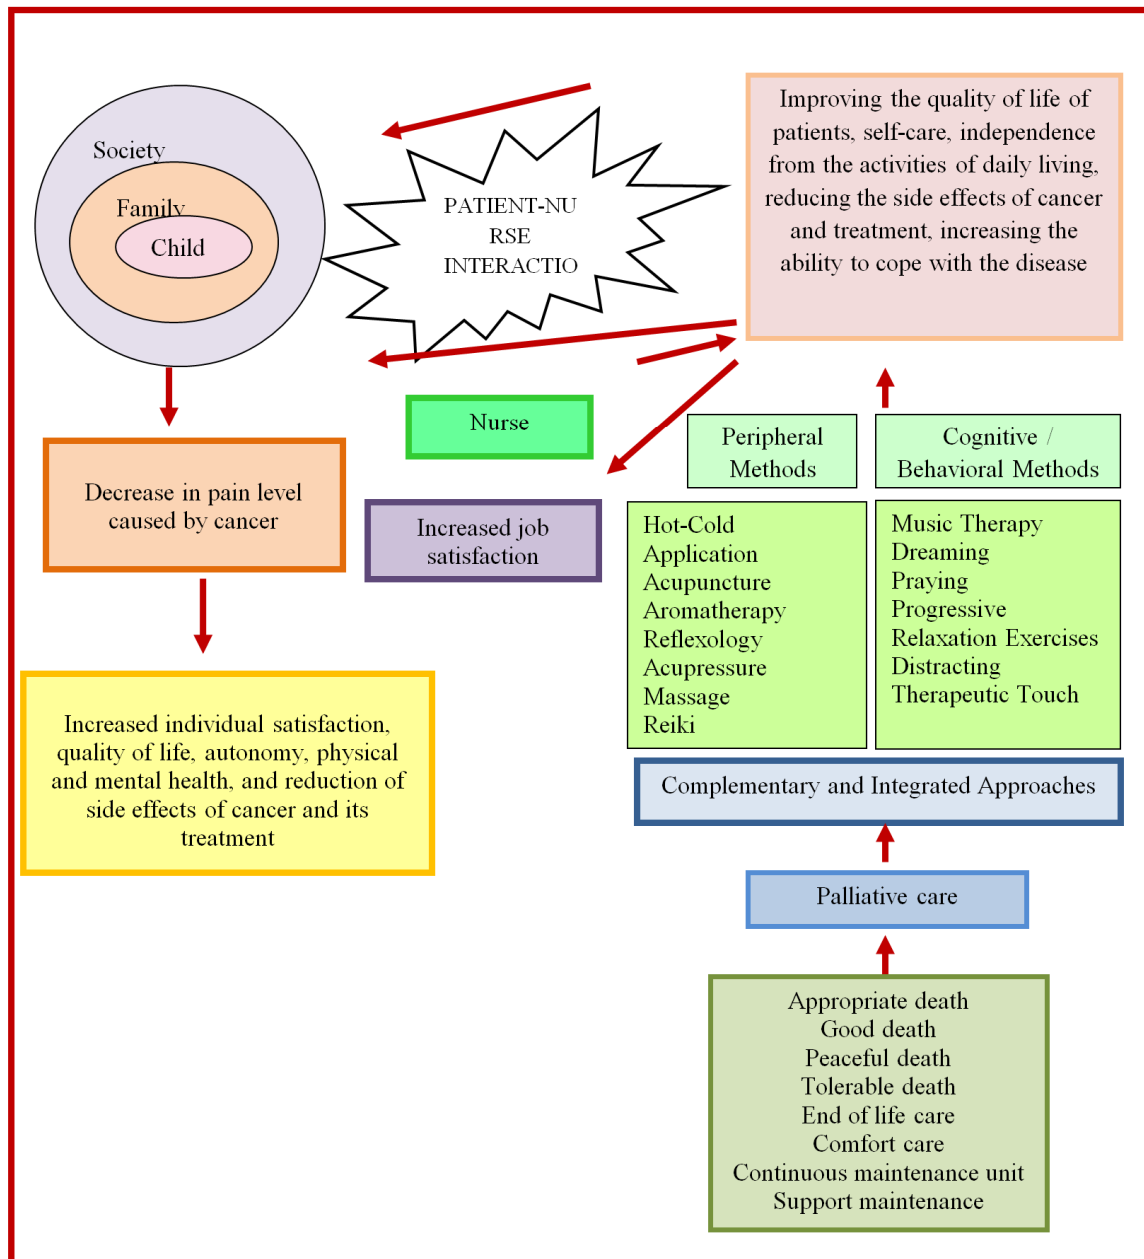 Society
Family
Child
PATIENT-NU
RSE
INTERACTIO
Improving the quality of life of
patients, self-care, independence
from the activities of daily living,
reducing the side effects of cancer
and treatment, increasing the
ability to cope with the disease
Nurse
Peripheral
Methods
Cognitive /
Behavioral Methods
Decrease in pain level
caused by cancer
Increased job
satisfaction
Hot-Cold
Application
Acupuncture
Aromatherapy
Reflexology
Acupressure
Massage
Reiki
Music Therapy
Dreaming
Praying
Progressive
Relaxation Exercises
Distracting
Therapeutic Touch
Increased individual satisfaction,
quality of life, autonomy, physical
and mental health, and reduction of
side effects of cancer and its
treatment
Complementary and Integrated Approaches
Palliative care
Appropriate death
Good death
Peaceful death
Tolerable death
End of life care
Comfort care
Continuous maintenance unit
Support maintenance